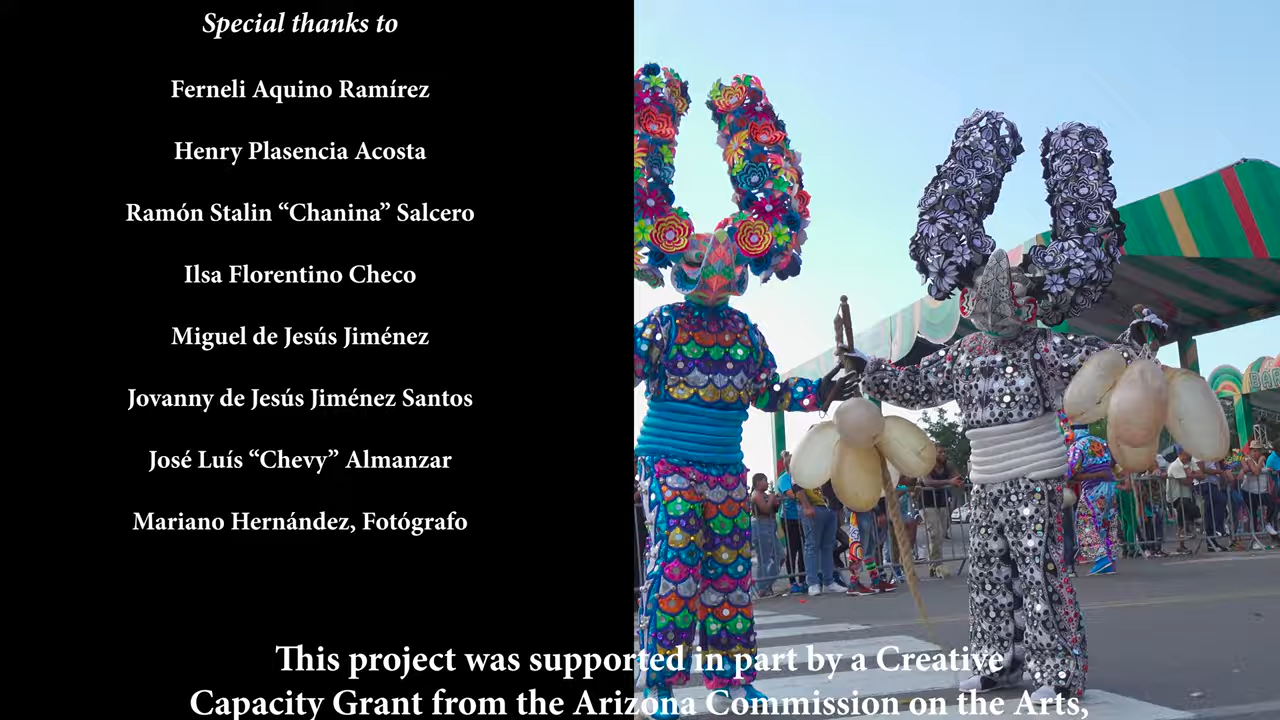 Special thanks to
Ferneli Aquino Ramírez
Henry Plasencia Acosta
Ramón Stalin “Chanina” Salcero
Ilsa Florentino Checo
Miguel de Jesús Jiménez
Jovanny de Jesús Jiménez Santos
José Luís “Chevy” Almanzar
Mariano Hernández, Fotógrafo
This project was supported in part by a Creative
Capacity Grant from the Arizona Commission on the Arts,